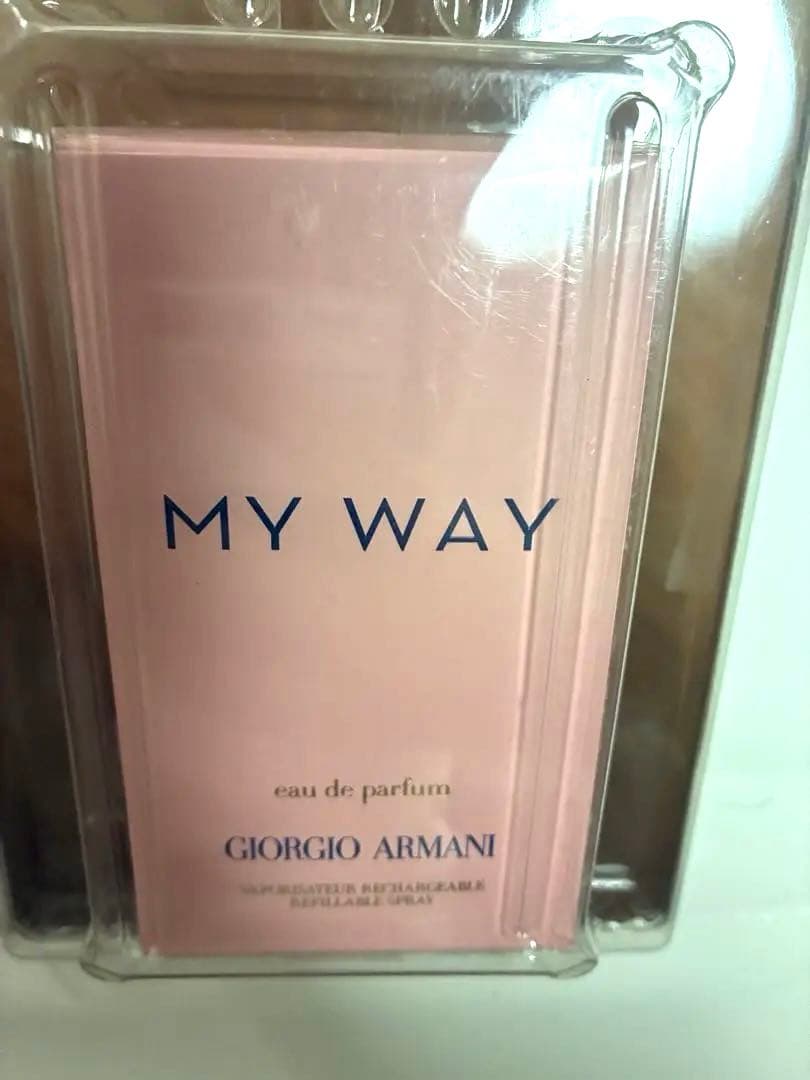 MY WAY
eau de parfum
GIORGIO ARMANI
VAPORISATEUR RECHARGEABLE
REFILLABLE SPRAY